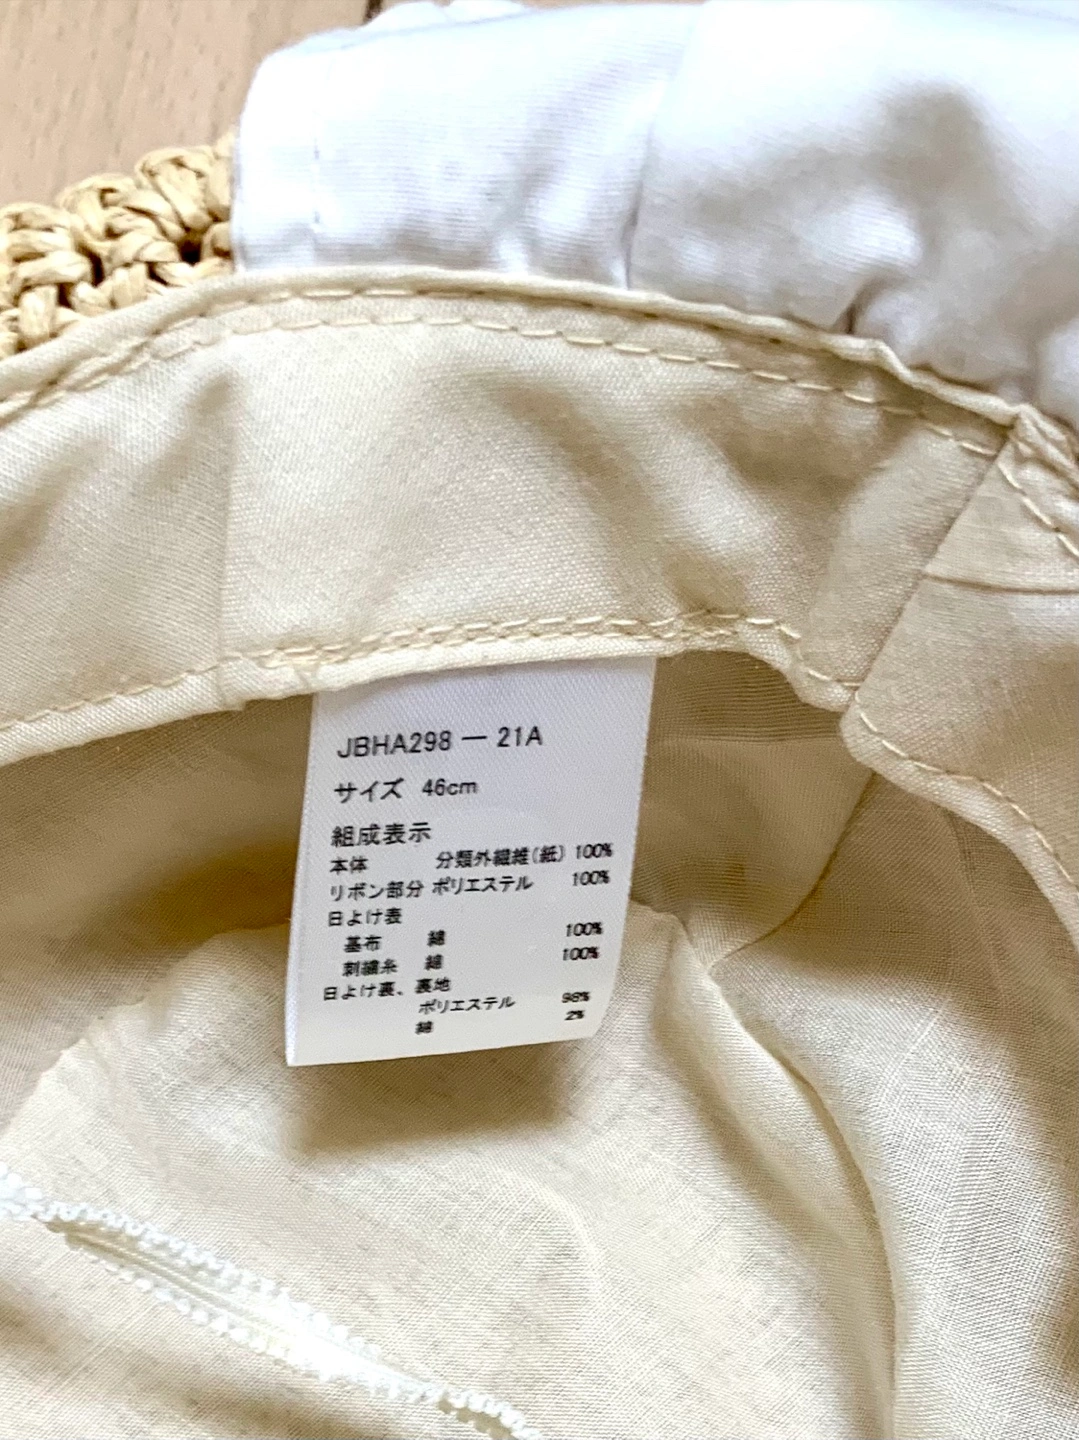 JBHA298 — 21A
サイズ 46cm
組成表示
本体 分類外繊維(紙) 100%
リボン部分 ポリエステル 100%
日よけ表
基布 綿 100%
刺繍糸 綿 100%
日よけ裏、裏地
ポリエステル 98%
綿 2%